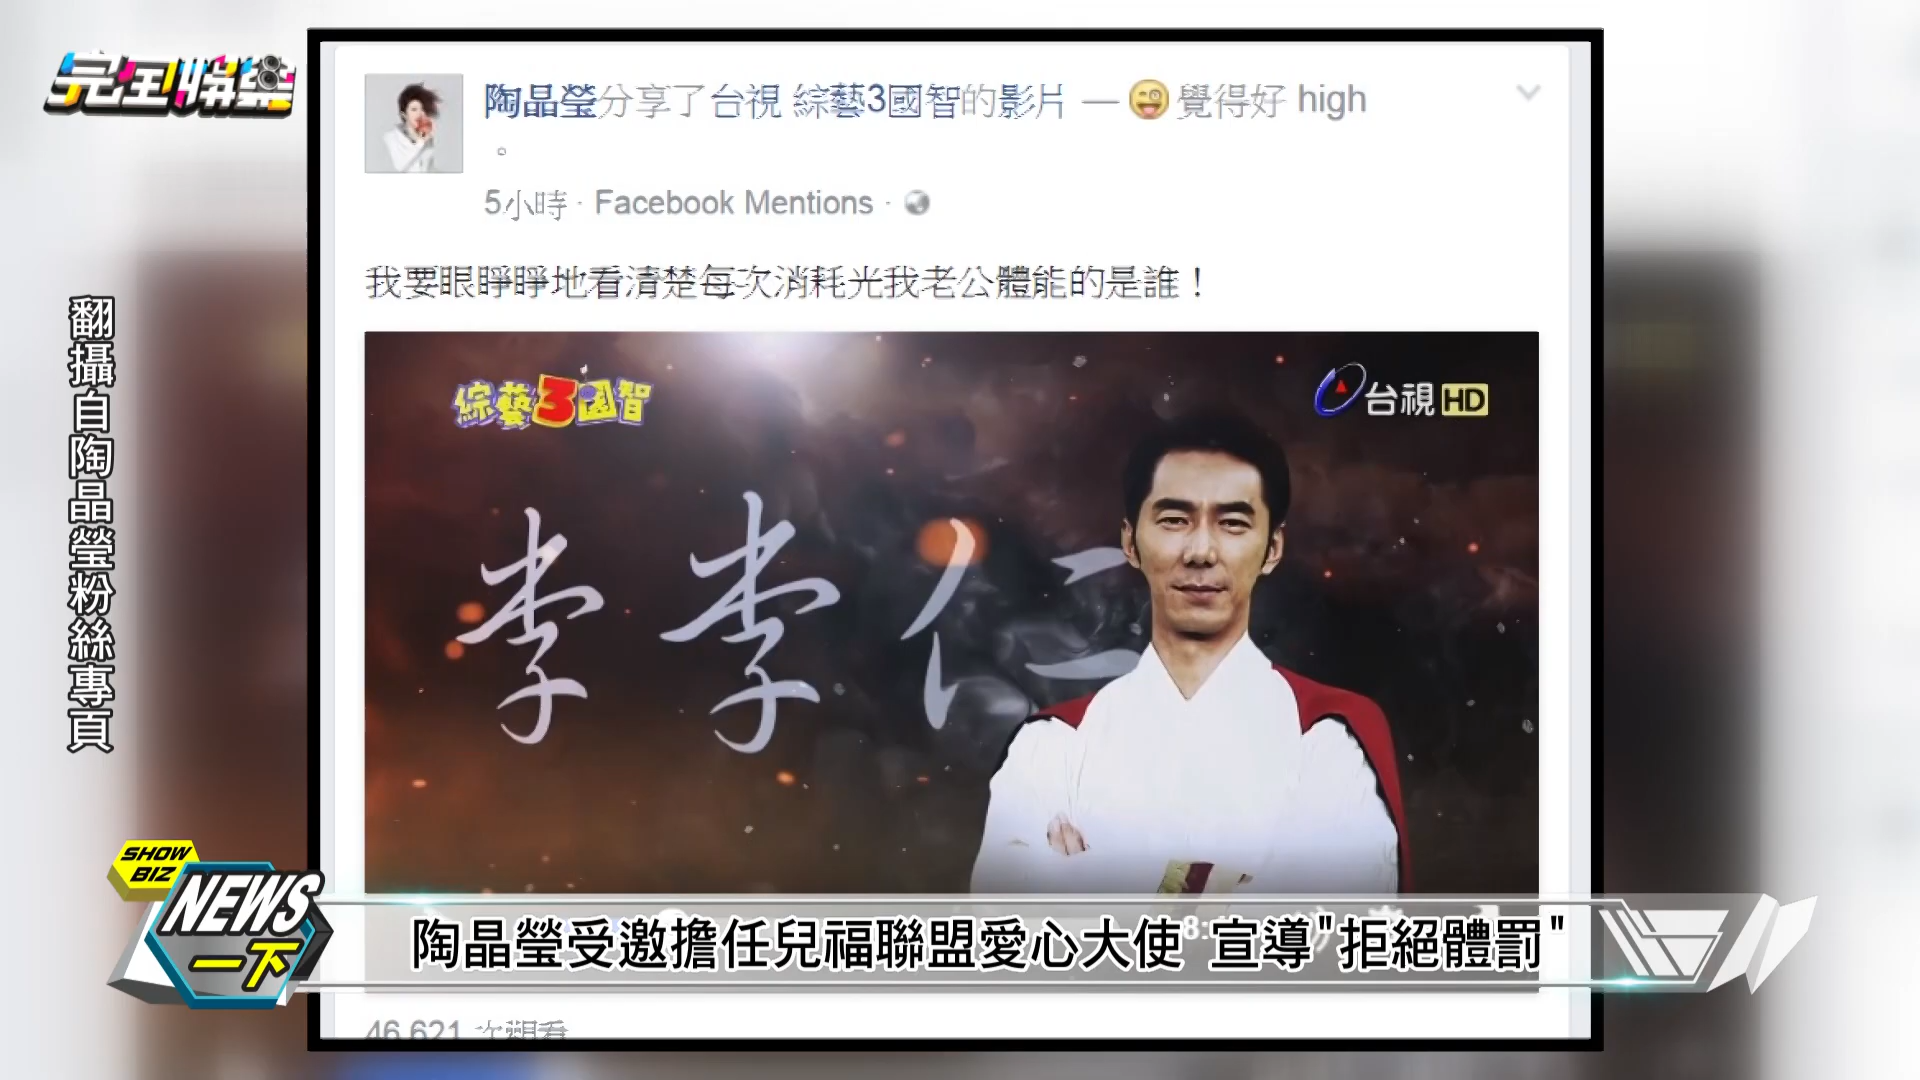 完全娛樂
陶晶瑩分享了台視 綜藝3國智的影片 — 覺得好 high
。
5小時 · Facebook Mentions ·
我要眼睜睜地看清楚每次消耗光我老公體能的是誰！
綜藝3國智
台視HD
李李仁
翻攝自陶晶瑩粉絲專頁
SHOW
BIZ
NEWS
一下
陶晶瑩受邀擔任兒福聯盟愛心大使 宣導"拒絕體罰"
46,621 次觀看